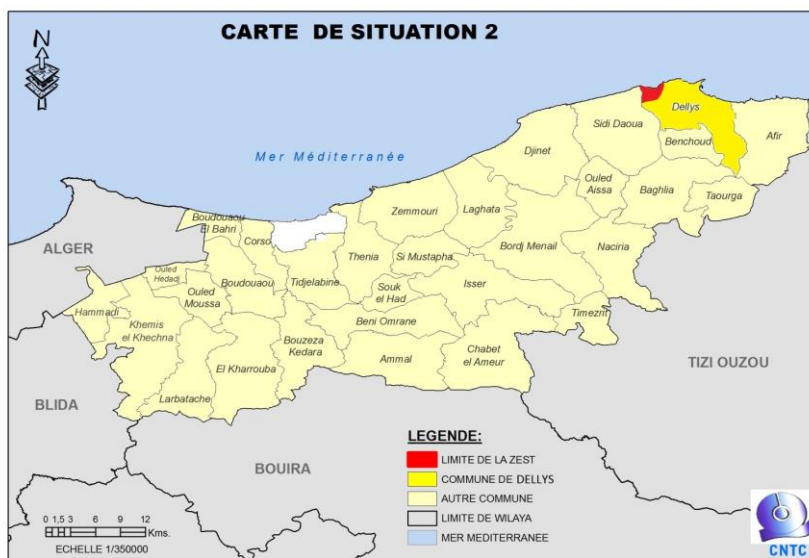 CARTE DE SITUATION 2
N
Mer Méditerranée
Dellys
Sidi Daoua
Afir
Benchoud
Djinet
Ouled
Aissa
Baghlia
Taourga
Zemmouri
Laghata
Boudouaou
El Bahri
Corso
ALGER
Thenia
Si Mustapha
Bordj Menail
Naciria
Ouled
Hedadj
Ouled
Moussa
Boudouaou
Tidjelabine
Souk
el Had
Isser
Hammadi
Khemis
el Khechna
Beni Omrane
Timezrit
Bouzeza
Kedara
El Kharrouba
Ammal
Chabet
el Ameur
Larbatache
TIZI OUZOU
BLIDA
BOUIRA
LEGENDE:
LIMITE DE LA ZEST
COMMUNE DE DELLYS
AUTRE COMMUNE
LIMITE DE WILAYA
MER MEDITERRANEE
0 1,5 3 6 9 12
Kms.
ECHELLE 1/350000
CNTC